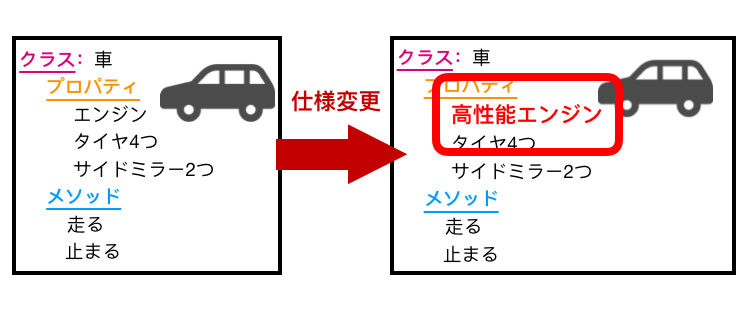 クラス: 車
プロパティ
エンジン
タイヤ4つ
サイドミラー2つ
メソッド
走る
止まる
仕様変更
クラス: 車
プロパティ
高性能エンジン
タイヤ4つ
サイドミラー2つ
メソッド
走る
止まる